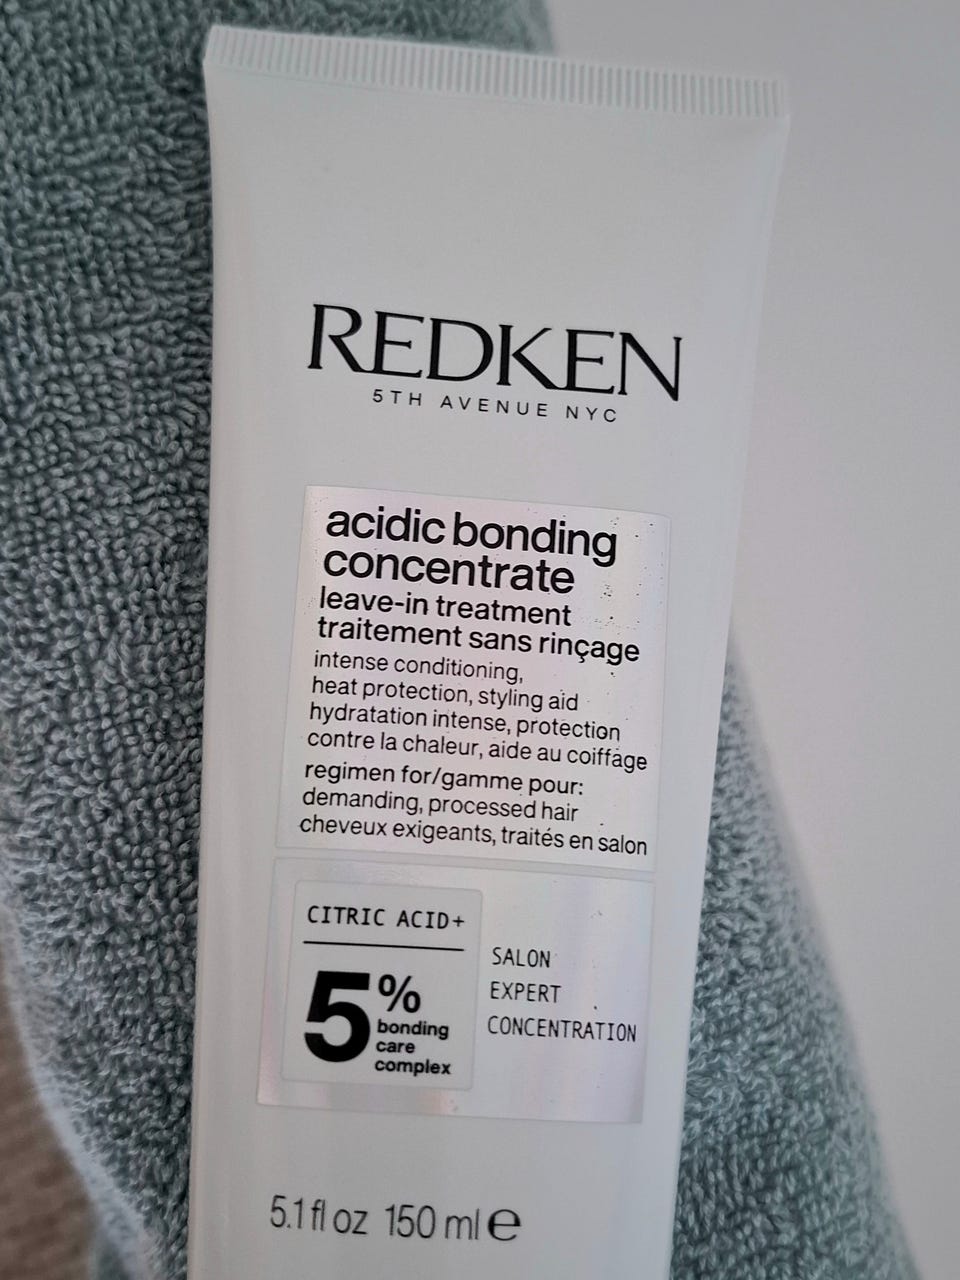 REDKEN
5TH AVENUE NYC
acidic bonding
concentrate
leave-in treatment
traitement sans rinçage
intense conditioning,
heat protection, styling aid
hydratation intense, protection
contre la chaleur, aide au coiffage
regimen for/gamme pour:
demanding, processed hair
cheveux exigeants, traités en salon
CITRIC ACID+
5%
bonding
care
complex
SALON
EXPERT
CONCENTRATION
5.1 fl oz 150 ml e